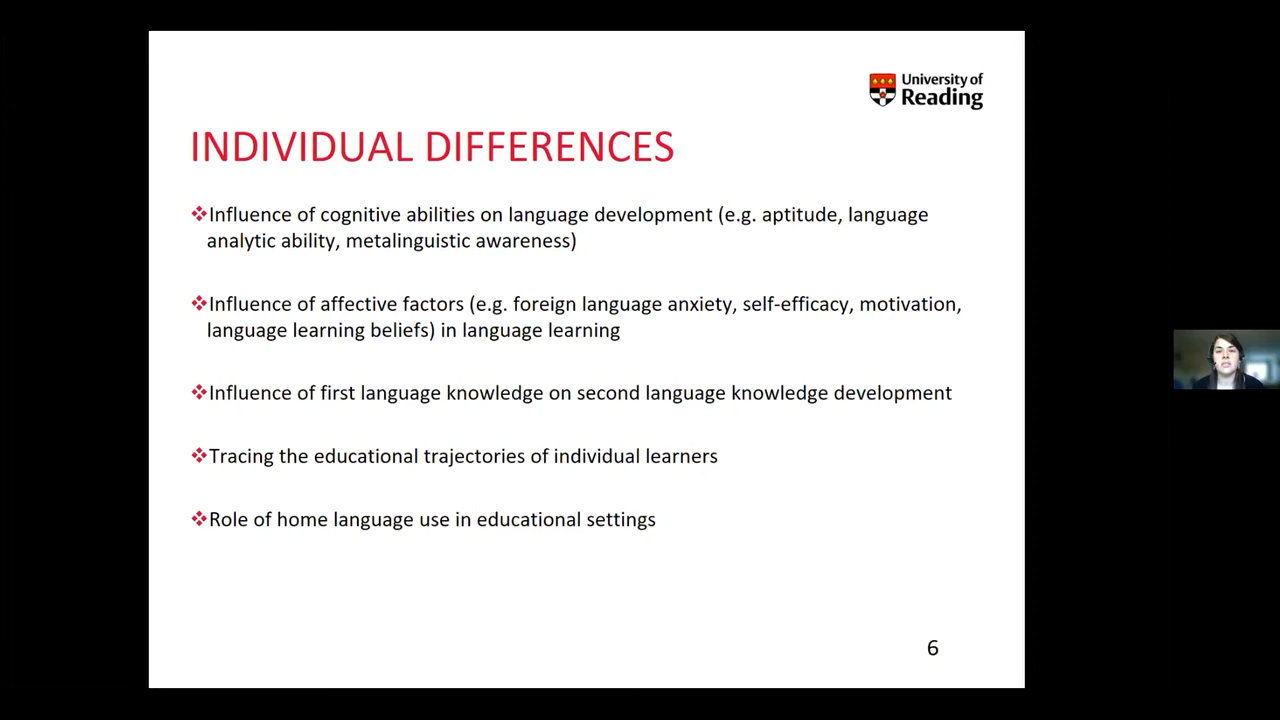 University of
Reading
INDIVIDUAL DIFFERENCES
❖Influence of cognitive abilities on language development (e.g. aptitude, language
analytic ability, metalinguistic awareness)
❖Influence of affective factors (e.g. foreign language anxiety, self-efficacy, motivation,
language learning beliefs) in language learning
❖Influence of first language knowledge on second language knowledge development
❖Tracing the educational trajectories of individual learners
❖Role of home language use in educational settings
6